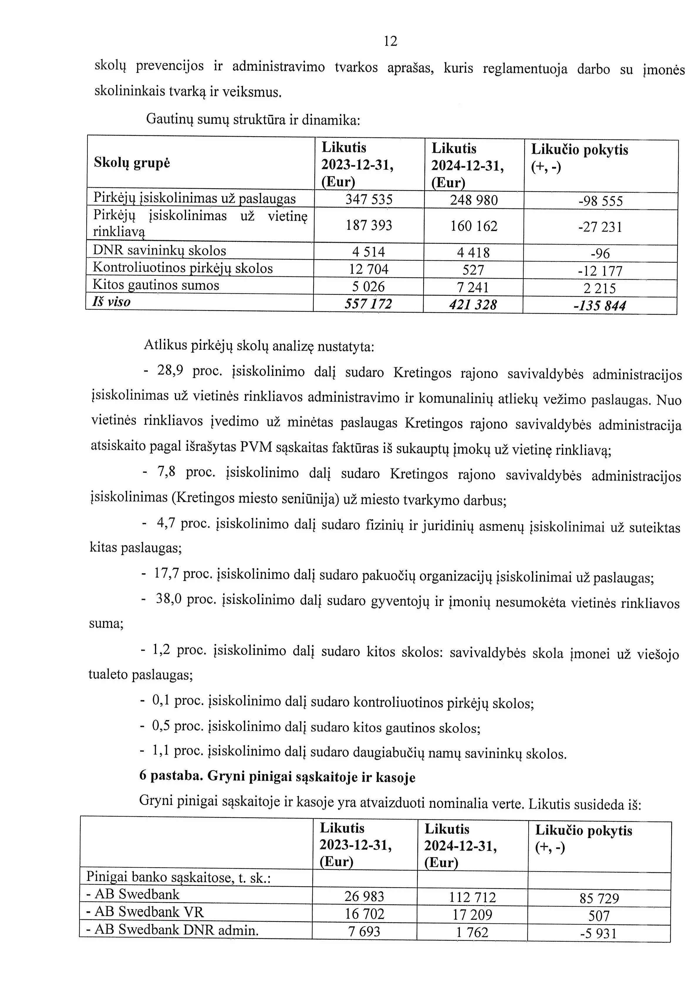 12
skolų prevencijos ir administravimo tvarkos aprašas, kuris reglamentuoja darbo su įmonės
skolininkais tvarką ir veiksmus.
Gautinų sumų struktūra ir dinamika:
Skolų grupė Likutis 2023-12-31, (Eur) Likutis 2024-12-31, (Eur) Likučio pokytis (+, -)
Pirkėjų įsiskolinimas už paslaugas 347 535 248 980 -98 555
Pirkėjų įsiskolinimas už vietinę rinkliavą 187 393 160 162 -27 231
DNR savininkų skolos 4 514 4 418 -96
Kontroliuotinos pirkėjų skolos 12 704 527 -12 177
Kitos gautinos sumos 5 026 7 241 2 215
Iš viso 557 172 421 328 -135 844
Atlikus pirkėjų skolų analizę nustatyta:
- 28,9 proc. įsiskolinimo dalį sudaro Kretingos rajono savivaldybės administracijos
įsiskolinimas už vietinės rinkliavos administravimo ir komunalinių atliekų vežimo paslaugas. Nuo
vietinės rinkliavos įvedimo už minėtas paslaugas Kretingos rajono savivaldybės administracija
atsiskaito pagal išrašytas PVM sąskaitas faktūras iš sukauptų įmokų už vietinę rinkliavą;
- 7,8 proc. įsiskolinimo dalį sudaro Kretingos rajono savivaldybės administracijos
įsiskolinimas (Kretingos miesto seniūnija) už miesto tvarkymo darbus;
- 4,7 proc. įsiskolinimo dalį sudaro fizinių ir juridinių asmenų įsiskolinimai už suteiktas
kitas paslaugas;
- 17,7 proc. įsiskolinimo dalį sudaro pakuočių organizacijų įsiskolinimai už paslaugas;
- 38,0 proc. įsiskolinimo dalį sudaro gyventojų ir įmonių nesumokėta vietinės rinkliavos
suma;
- 1,2 proc. įsiskolinimo dalį sudaro kitos skolos: savivaldybės skola įmonei už viešojo
tualeto paslaugas;
- 0,1 proc. įsiskolinimo dalį sudaro kontroliuotinos pirkėjų skolos;
- 0,5 proc. įsiskolinimo dalį sudaro kitos gautinos skolos;
- 1,1 proc. įsiskolinimo dalį sudaro daugiabučių namų savininkų skolos.
6 pastaba. Gryni pinigai sąskaitoje ir kasoje
Gryni pinigai sąskaitoje ir kasoje yra atvaizduoti nominalia verte. Likutis susideda iš:
Likutis 2023-12-31, (Eur) Likutis 2024-12-31, (Eur) Likučio pokytis (+, -)
Pinigai banko sąskaitose, t. sk.:
- AB Swedbank 26 983 112 712 85 729
- AB Swedbank VR 16 702 17 209 507
- AB Swedbank DNR admin. 7 693 1 762 -5 931